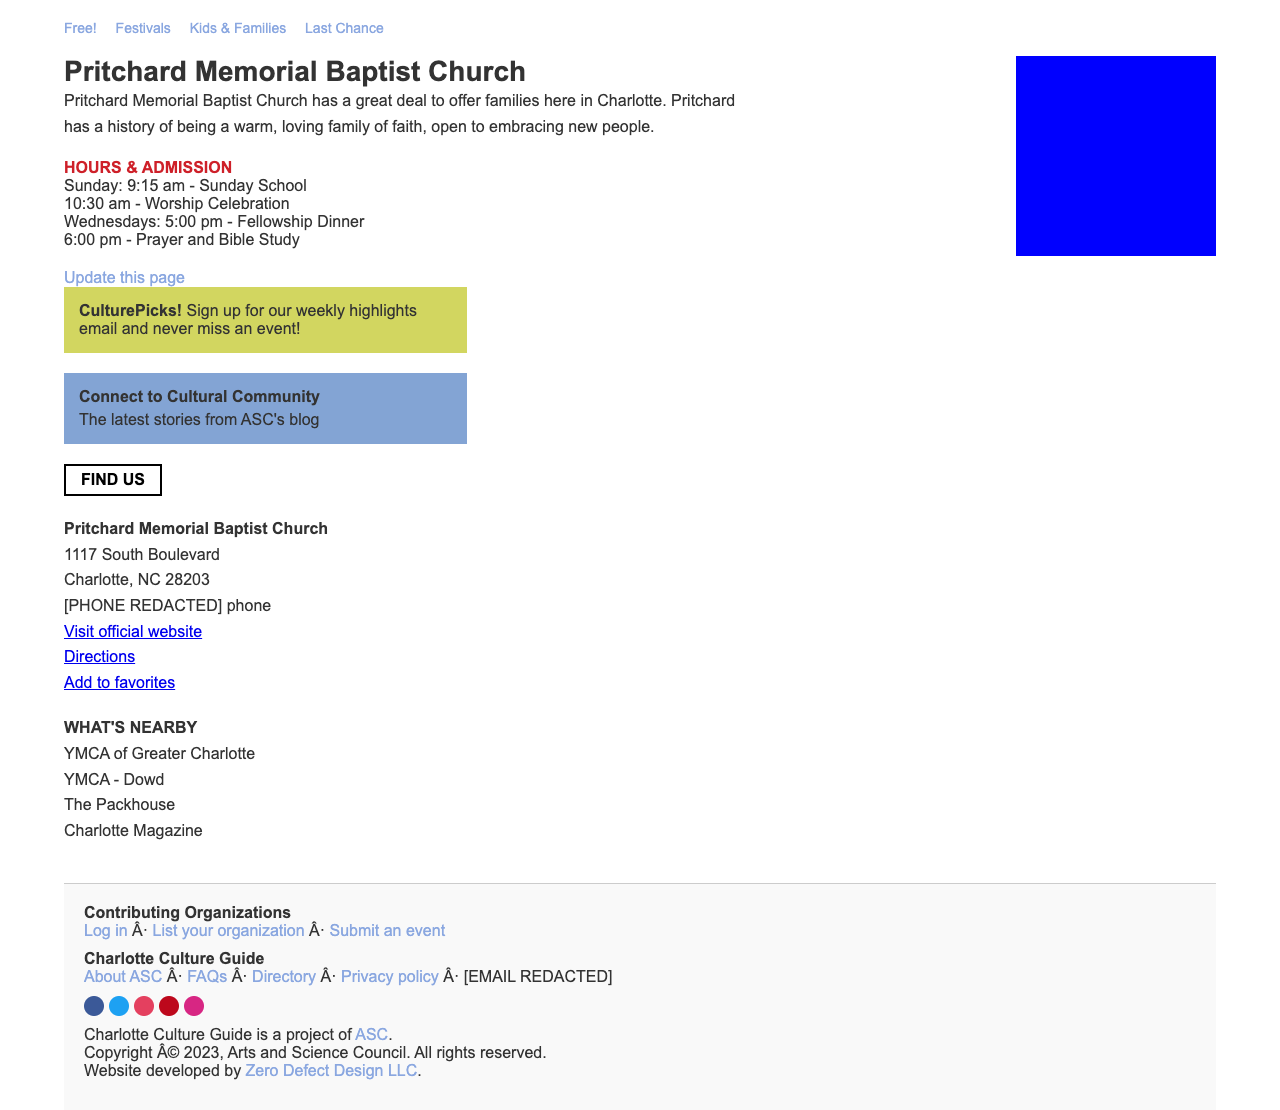 Free! Festivals Kids & Families Last Chance
Pritchard Memorial Baptist Church
Pritchard Memorial Baptist Church has a great deal to offer families here in Charlotte. Pritchard
has a history of being a warm, loving family of faith, open to embracing new people.
HOURS & ADMISSION
Sunday: 9:15 am - Sunday School
10:30 am - Worship Celebration
Wednesdays: 5:00 pm - Fellowship Dinner
6:00 pm - Prayer and Bible Study
Update this page
CulturePicks! Sign up for our weekly highlights
email and never miss an event!
Connect to Cultural Community
The latest stories from ASC's blog
FIND US
Pritchard Memorial Baptist Church
1117 South Boulevard
Charlotte, NC 28203
[PHONE REDACTED] phone
Visit official website
Directions
Add to favorites
WHAT'S NEARBY
YMCA of Greater Charlotte
YMCA - Dowd
The Packhouse
Charlotte Magazine
Contributing Organizations
Log in Â· List your organization Â· Submit an event
Charlotte Culture Guide
About ASC Â· FAQs Â· Directory Â· Privacy policy Â· [EMAIL REDACTED]
Charlotte Culture Guide is a project of ASC.
Copyright Â© 2023, Arts and Science Council. All rights reserved.
Website developed by Zero Defect Design LLC.